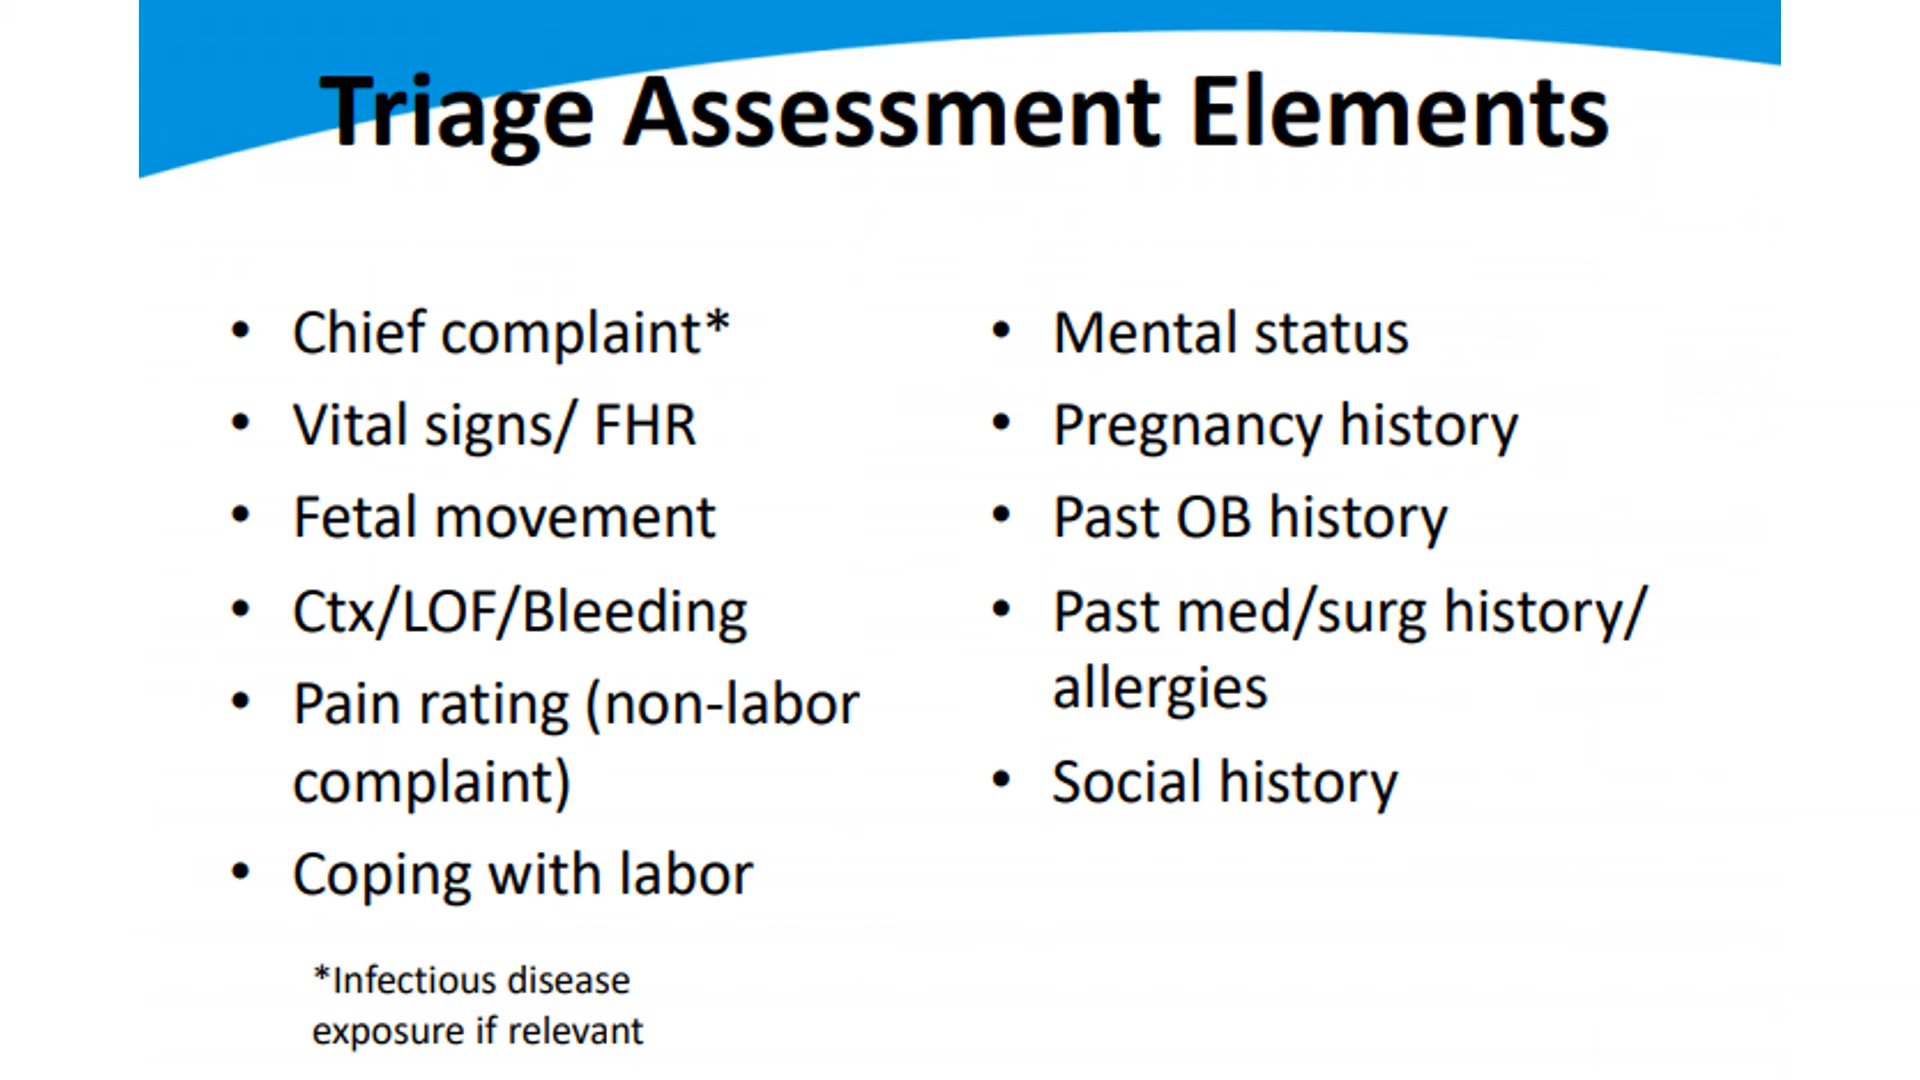 Triage Assessment Elements
• Chief complaint*
• Vital signs/ FHR
• Fetal movement
• Ctx/LOF/Bleeding
• Pain rating (non-labor
complaint)
• Coping with labor
*Infectious disease
exposure if relevant
• Mental status
• Pregnancy history
• Past OB history
• Past med/surg history/
allergies
• Social history